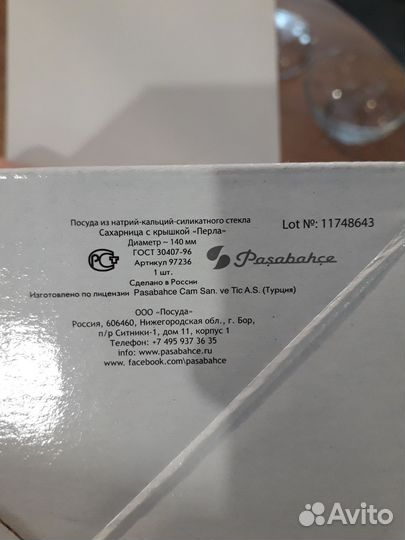 Посуда из натрий-кальций-силикатного стекла
Сахарница с крышкой «Перла»
Диаметр ~ 140 мм
ГОСТ 30407-96
Артикул 97236
1 шт.
Сделано в России
Изготовлено по лицензии Pasabahce Cam San. ve Tic A.S. (Турция)
Lot №: 11748643
РСТ
Paşabahçe
ООО «Посуда»
Россия, 606460, Нижегородская обл., г. Бор,
п/р Ситники-1, дом 11, корпус 1
Телефон: +7 495 937 36 35
info: www.pasabahce.ru
www. facebook.com\pasabahce
Avito